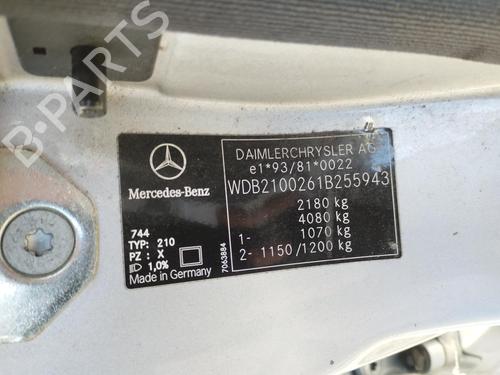 DAIMLERCHRYSLER AG
e1*93/81*0022
WDB2100261B255943
2180 kg
4080 kg
1- 1070 kg
2- 1150/1200 kg
Mercedes-Benz
744
TYP: 210
PZ : X
1,0%
Made in Germany
7063884
B-PARTS